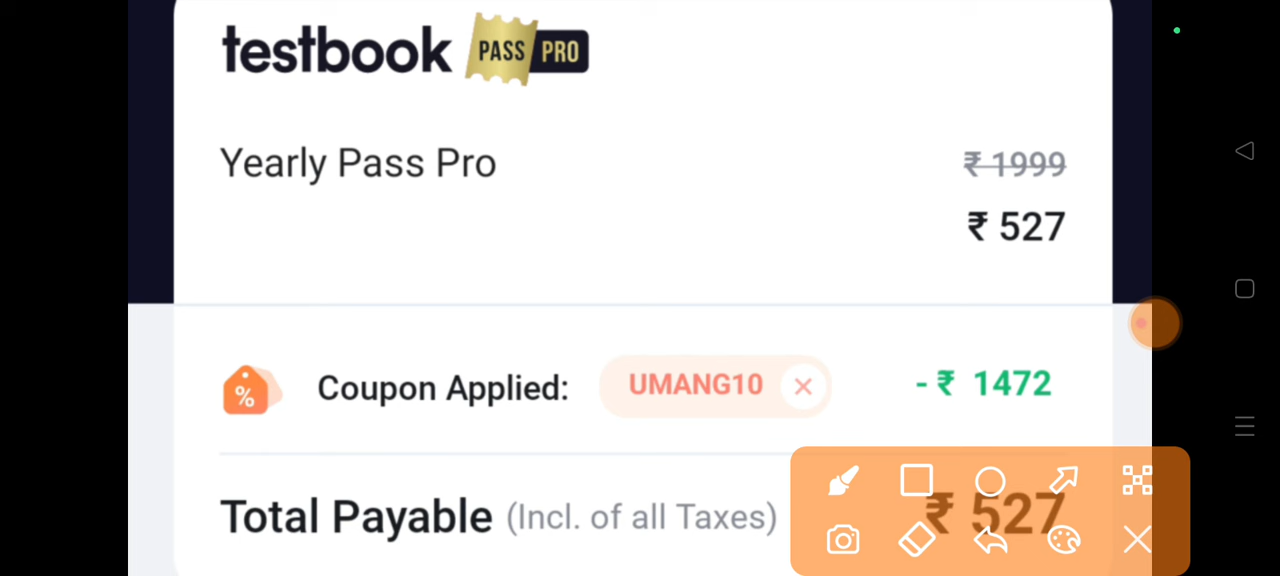 testbook PASS PRO
Yearly Pass Pro ₹ 1999
₹ 527
% Coupon Applied: UMANG10 - ₹ 1472
Total Payable (Incl. of all Taxes) ₹ 527